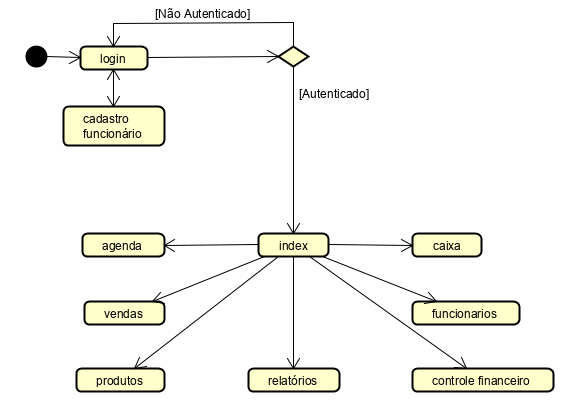 [Não Autenticado]
login
[Autenticado]
cadastro
funcionário
agenda
index
caixa
vendas
funcionarios
produtos
relatórios
controle financeiro